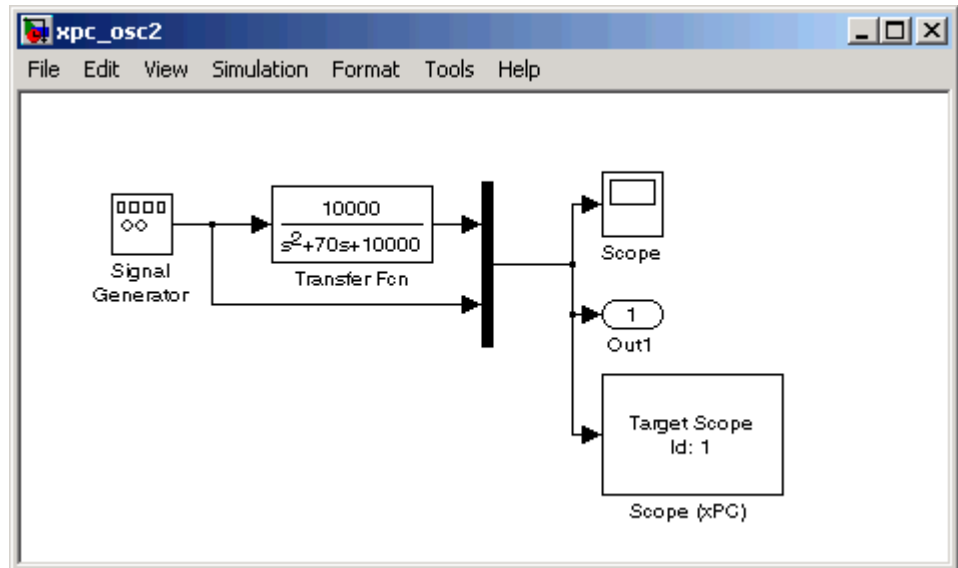 xpc_osc2
File Edit View Simulation Format Tools Help
10000
s²+70s+10000
Signal
Generator
Transfer Fcn
Scope
1
Out1
Target Scope
Id: 1
Scope (xPC)